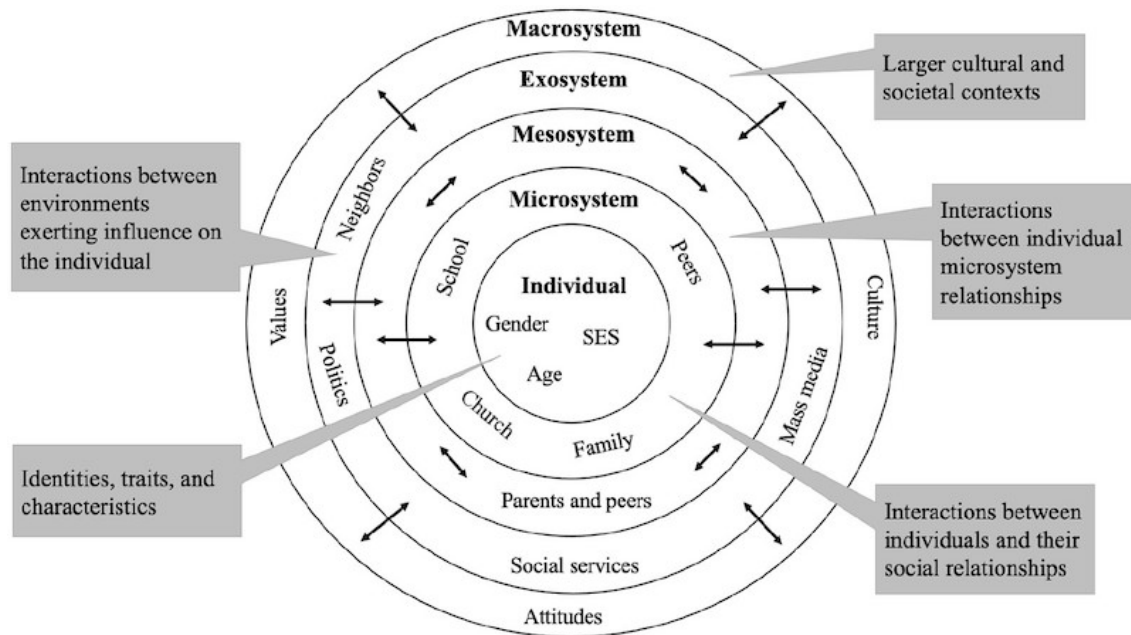 Macrosystem
Exosystem
Mesosystem
Microsystem
Individual
Gender
SES
Age
School
Peers
Church
Family
Parents and peers
Neighbors
Politics
Mass media
Social services
Values
Culture
Attitudes
Larger cultural and
societal contexts
Interactions between
environments
exerting influence on
the individual
Interactions
between individual
microsystem
relationships
Identities, traits, and
characteristics
Interactions between
individuals and their
social relationships